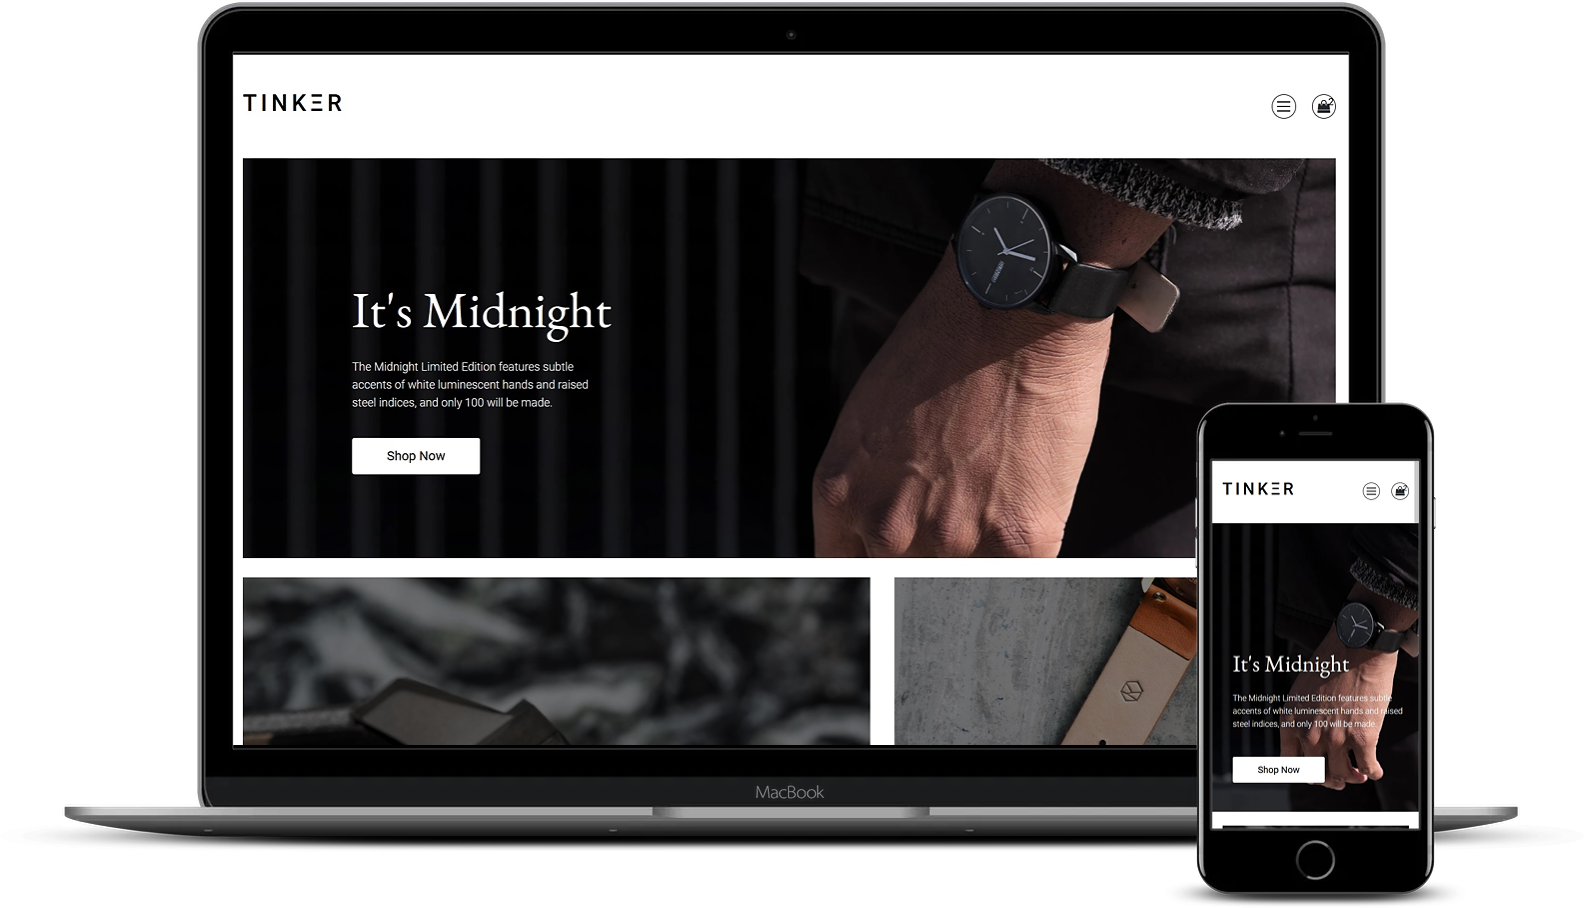 TINKER
2
It's Midnight
The Midnight Limited Edition features subtle
accents of white luminescent hands and raised
steel indices, and only 100 will be made.
Shop Now
MacBook
TINKER
It's Midnight
The Midnight Limited Edition features subtle
accents of white luminescent hands and raised
steel indices, and only 100 will be made.
Shop Now